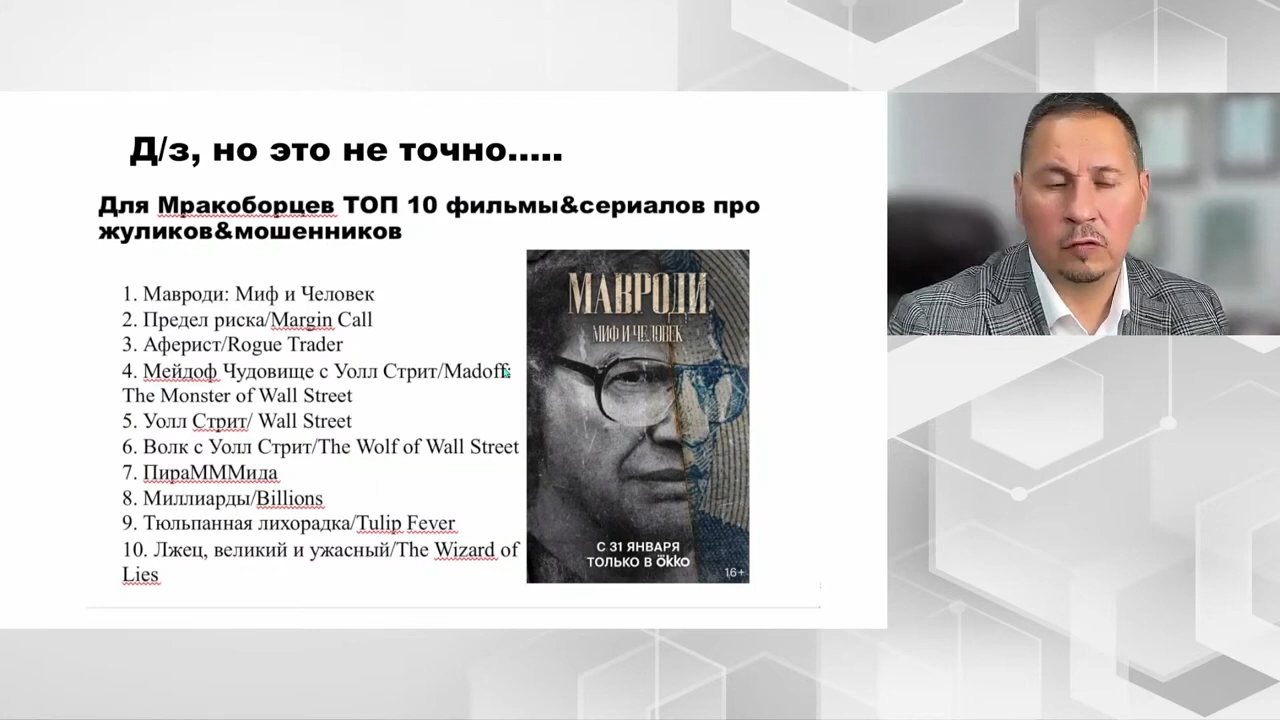 Д/з, но это не точно.....
Для Мракоборцев ТОП 10 фильмы&сериалов про
жуликов&мошенников
1. Мавроди: Миф и Человек
2. Предел риска/Margin Call
3. Аферист/Rogue Trader
4. Мейдоф Чудовище с Уолл Стрит/Madoff:
The Monster of Wall Street
5. Уолл Стрит/ Wall Street
6. Волк с Уолл Стрит/The Wolf of Wall Street
7. ПираМММида
8. Миллиарды/Billions
9. Тюльпанная лихорадка/Tulip Fever
10. Лжец, великий и ужасный/The Wizard of
Lies
МАВРОДИ
МИФ И ЧЕЛОВЕК
С 31 ЯНВАРЯ
ТОЛЬКО В ökko
16+